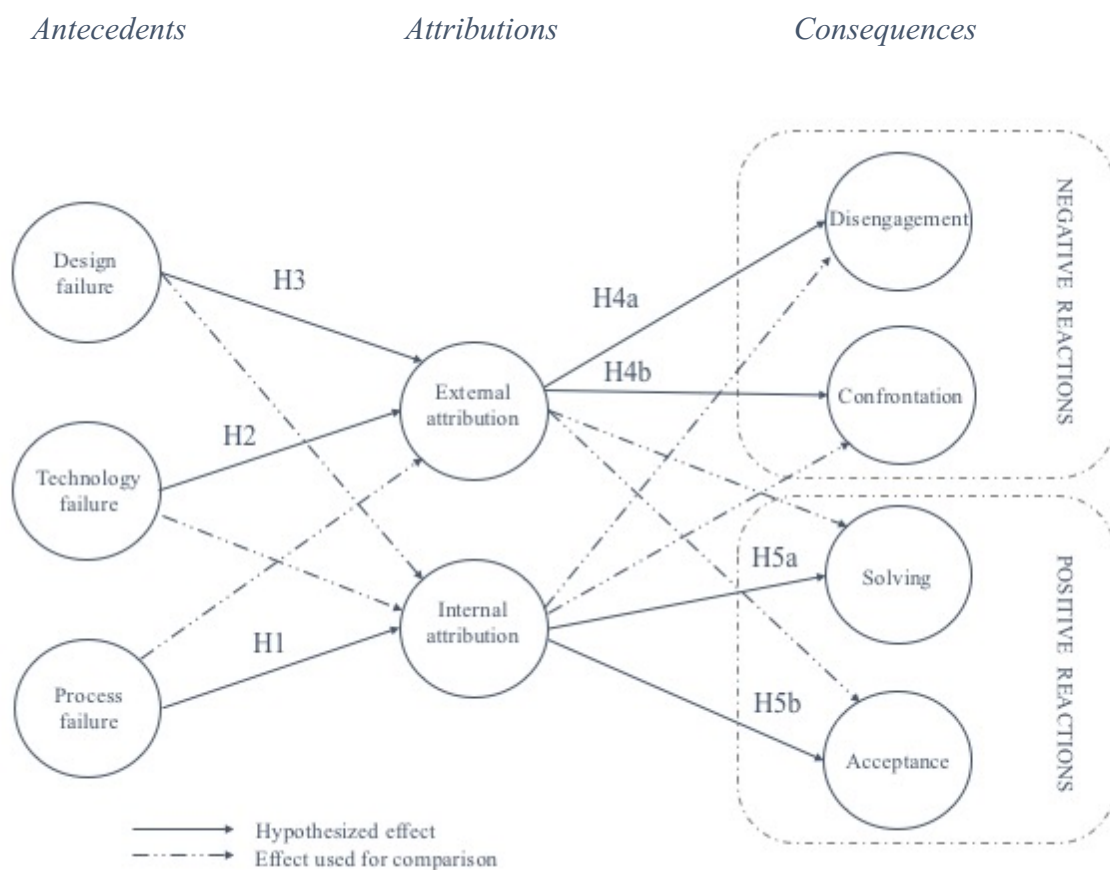 Antecedents
Attributions
Consequences
Design
failure
Technology
failure
Process
failure
H3
H2
H1
External
attribution
Internal
attribution
H4a
H4b
H5a
H5b
Disengagement
Confrontation
Solving
Acceptance
NEGATIVE REACTIONS
POSITIVE REACTIONS
Hypothesized effect
Effect used for comparison